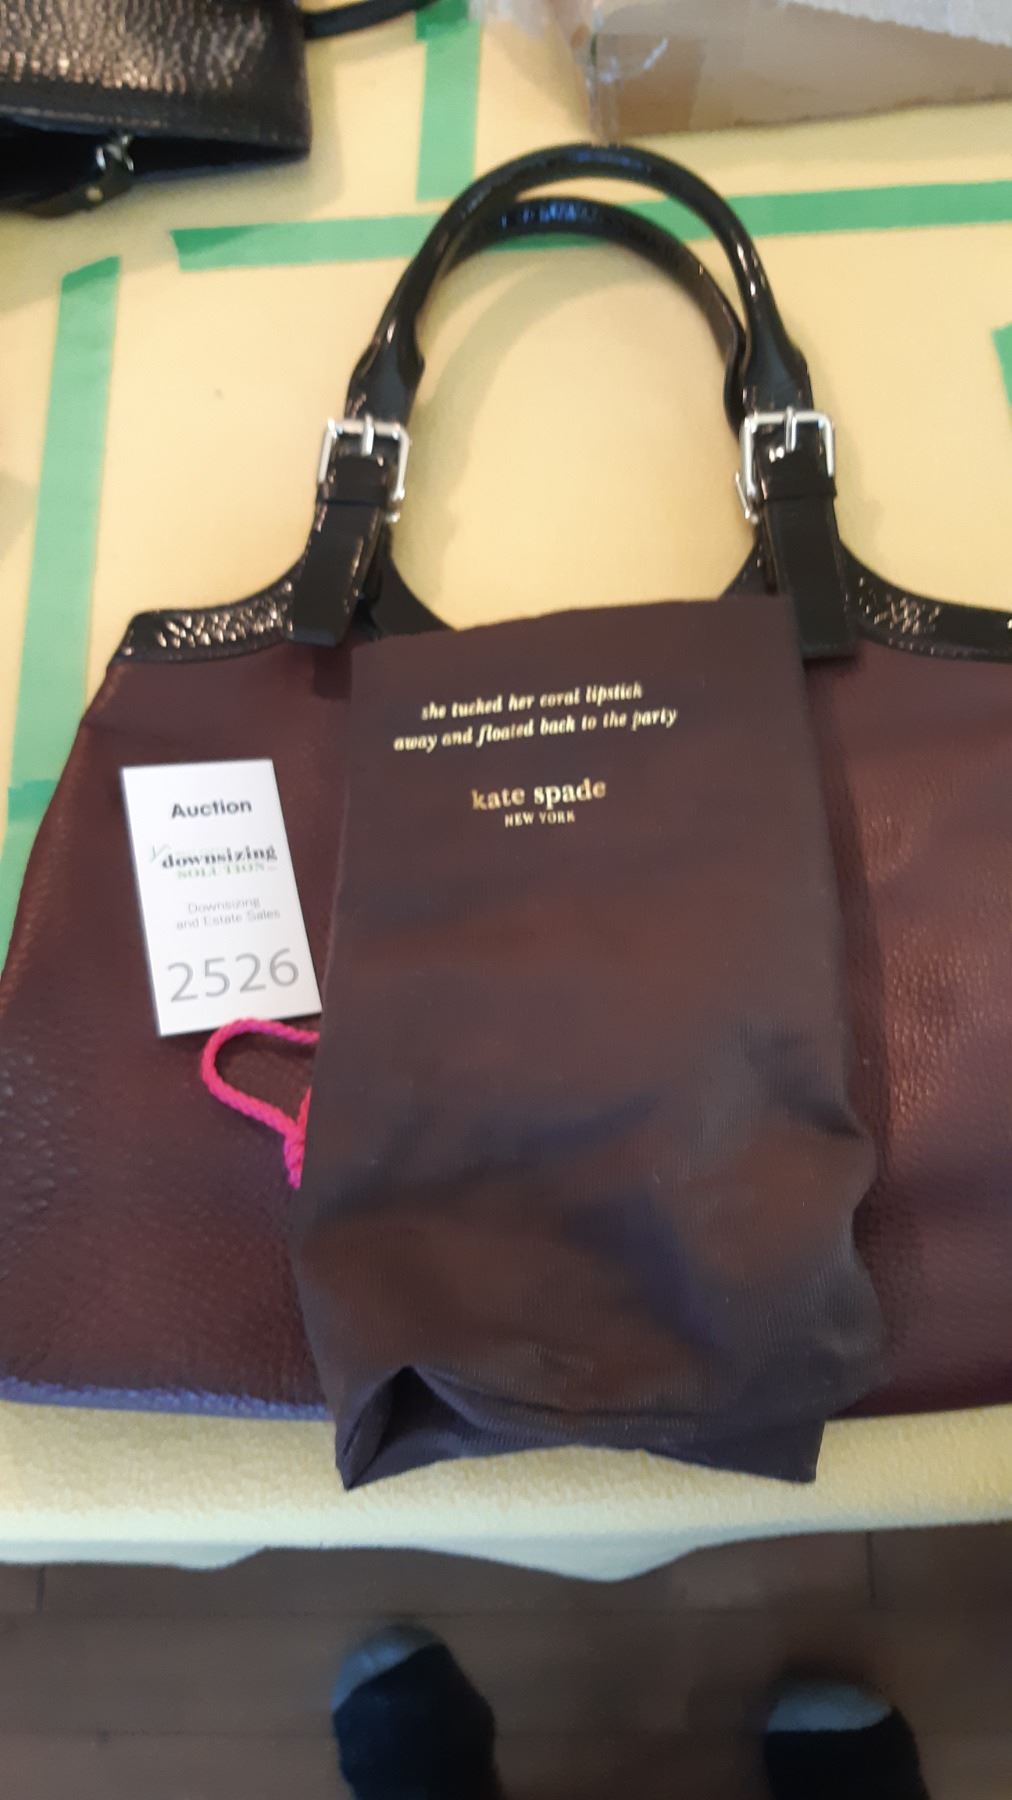 she tucked her coral lipstick
away and floated back to the party
kate spade
NEW YORK
Auction
downsizing
SOLUTION
Downsizing
and Estate Sales
2526